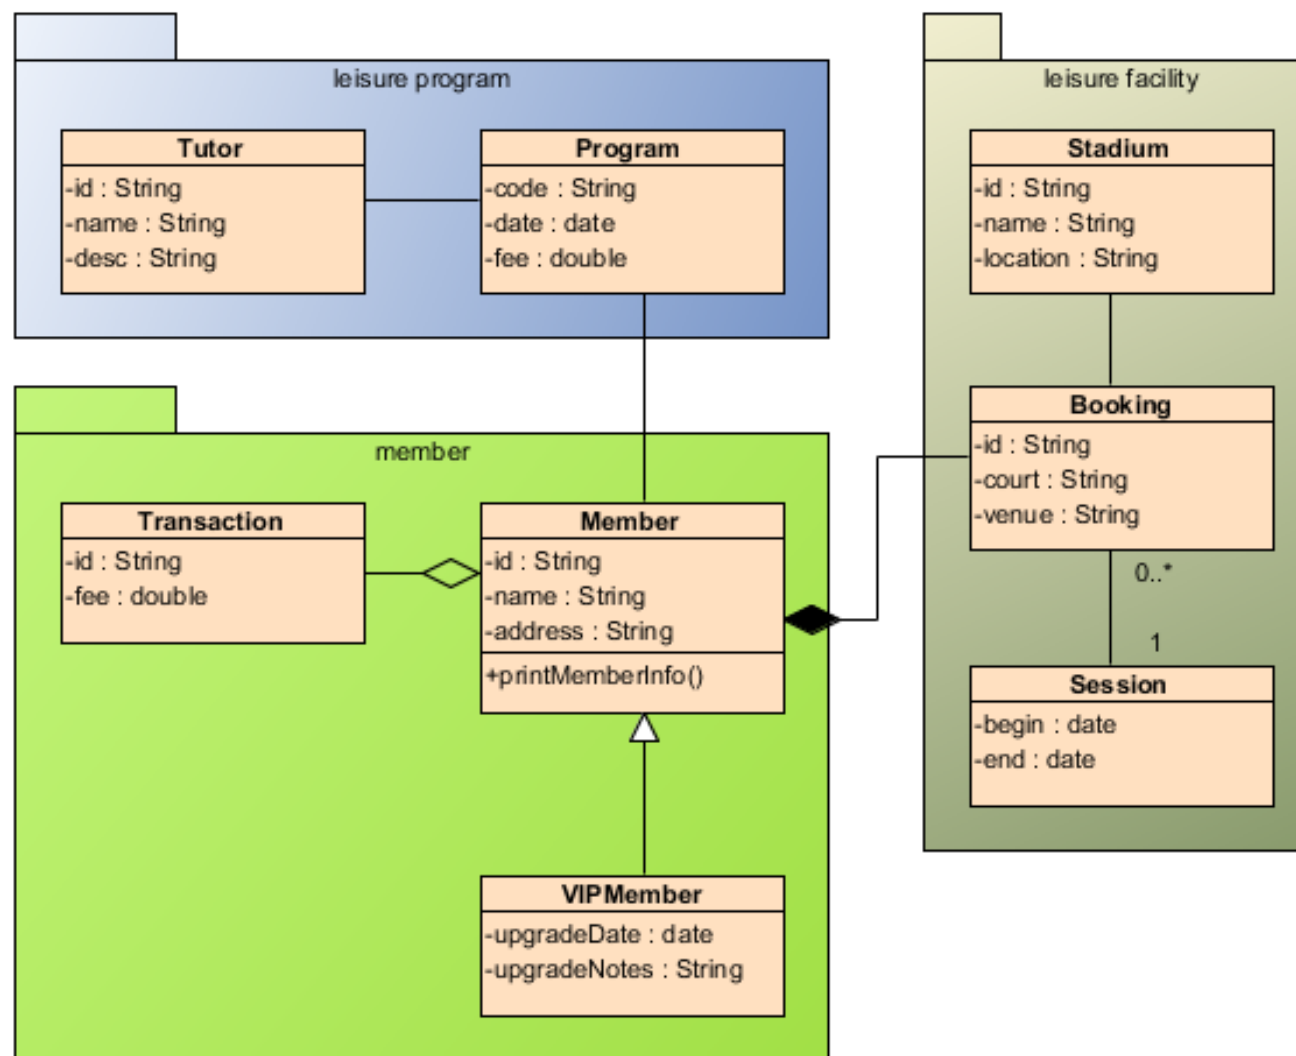 leisure program
Tutor
-id : String
-name : String
-desc : String
Program
-code : String
-date : date
-fee : double
leisure facility
Stadium
-id : String
-name : String
-location : String
Booking
-id : String
-court : String
-venue : String
0..*
1
Session
-begin : date
-end : date
member
Transaction
-id : String
-fee : double
Member
-id : String
-name : String
-address : String
+printMemberInfo()
VIPMember
-upgradeDate : date
-upgradeNotes : String